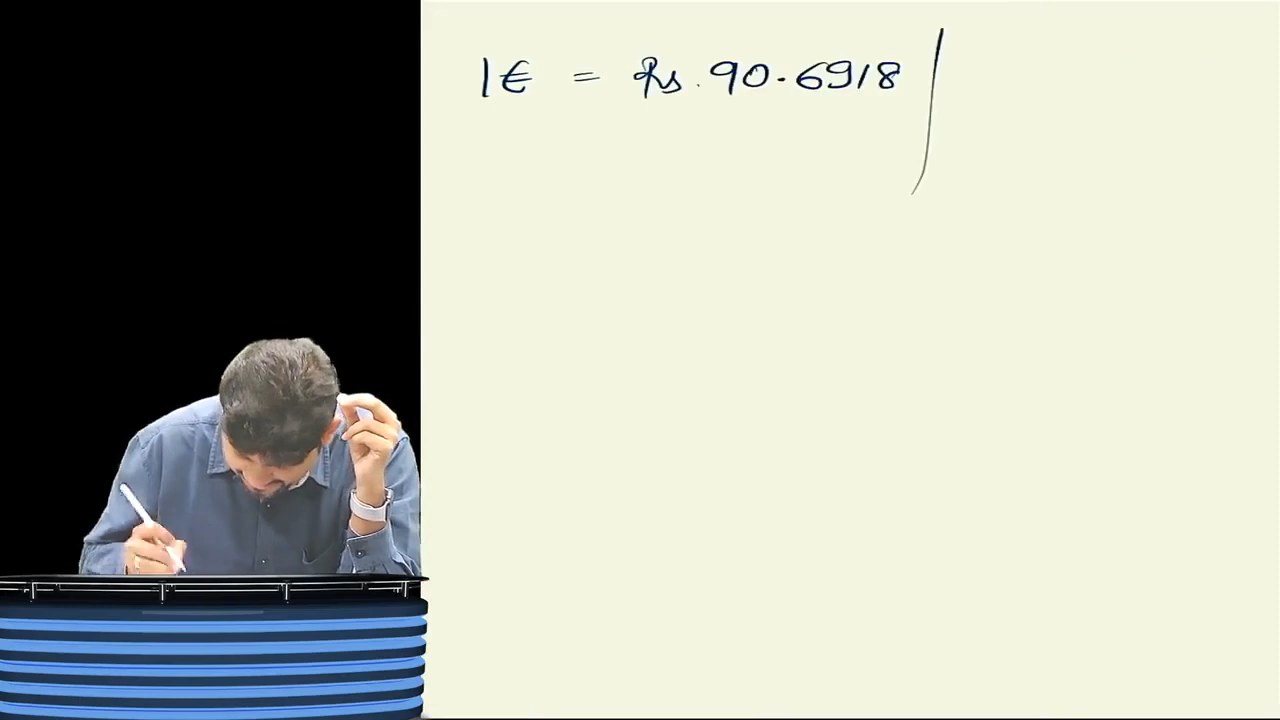 1€ = Rs. 90.6918